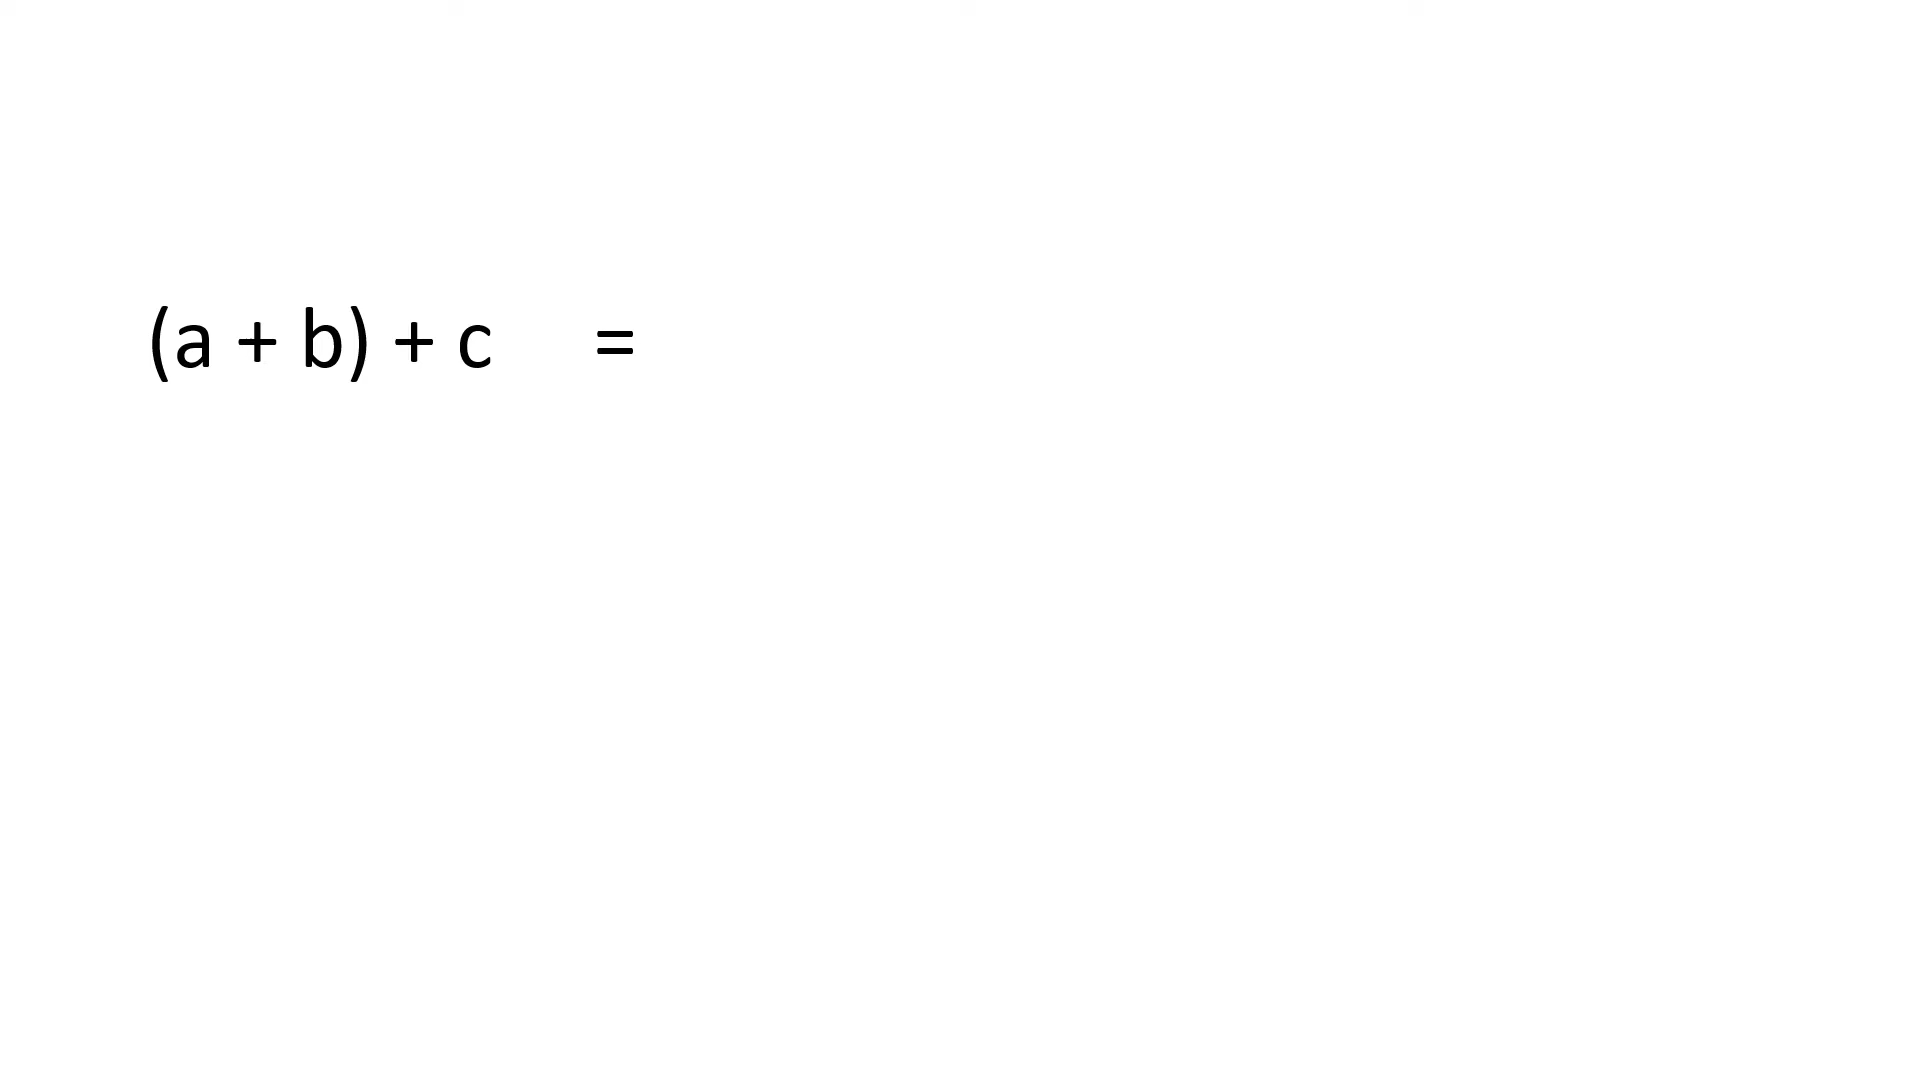 (a + b) + c =